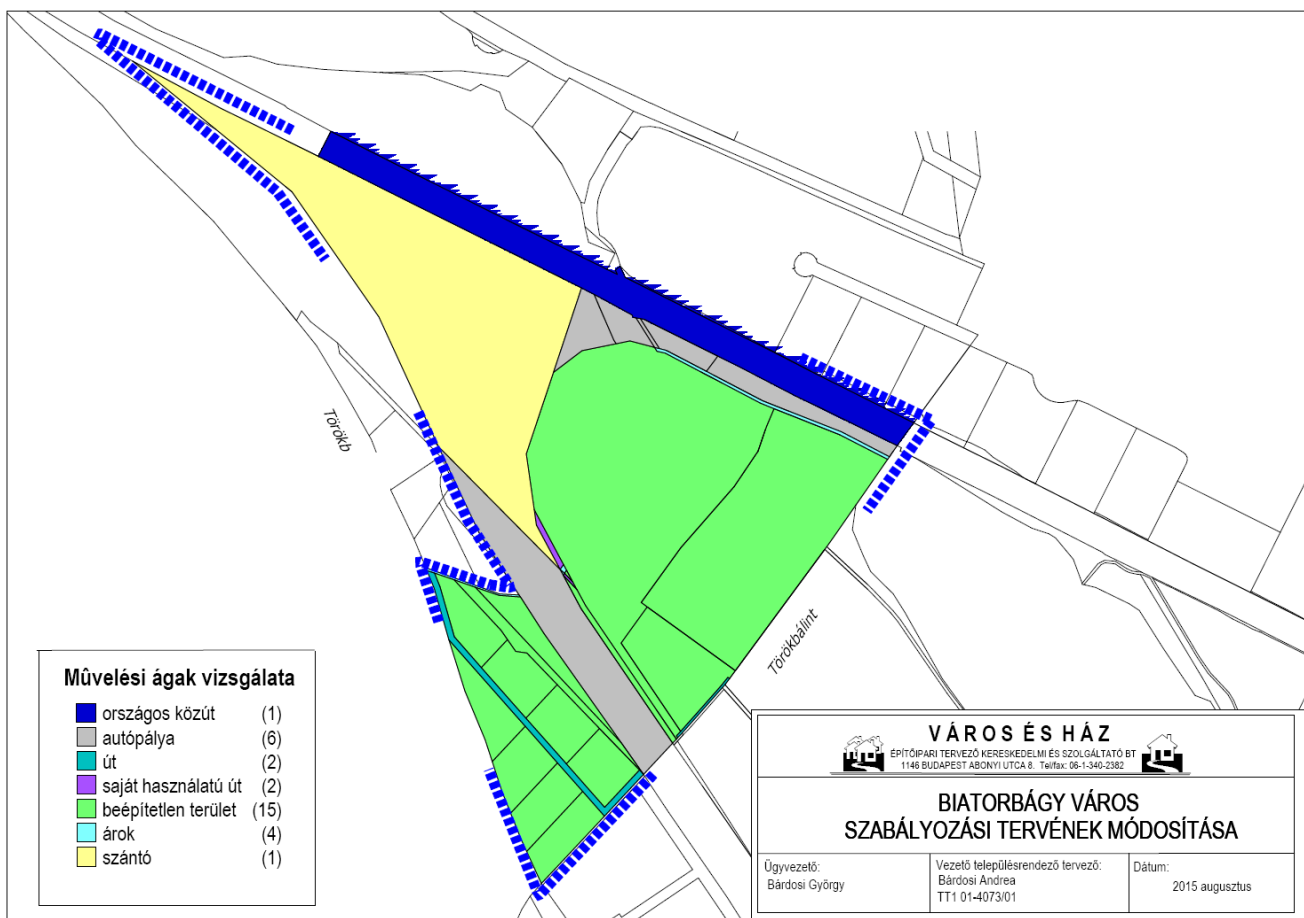 Törökb
Törökbálint
Mûvelési ágak vizsgálata
országos közút (1)
autópálya (6)
út (2)
saját használatú út (2)
beépítetlen terület (15)
árok (4)
szántó (1)
VÁROS ÉS HÁZ
ÉPÍTŐIPARI TERVEZŐ KERESKEDELMI ÉS SZOLGÁLTATÓ BT
1146 BUDAPEST ABONYI UTCA 8. Tel/fax: 06-1-340-2382
BIATORBÁGY VÁROS
SZABÁLYOZÁSI TERVÉNEK MÓDOSÍTÁSA
Ügyvezető:
Bárdosi György
Vezető településrendező tervező:
Bárdosi Andrea
TT1 01-4073/01
Dátum:
2015 augusztus